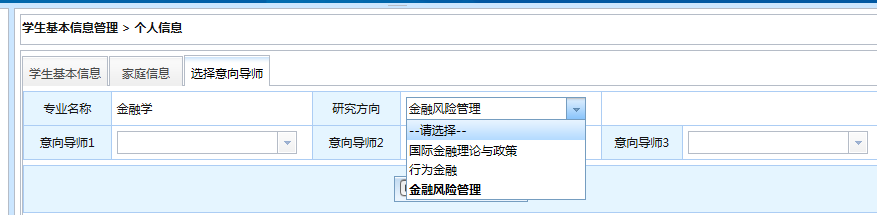 学生基本信息管理 > 个人信息
学生基本信息 家庭信息 选择意向导师
专业名称 金融学 研究方向 金融风险管理
--请选择--
国际金融理论与政策
行为金融
金融风险管理
意向导师1 意向导师2 意向导师3